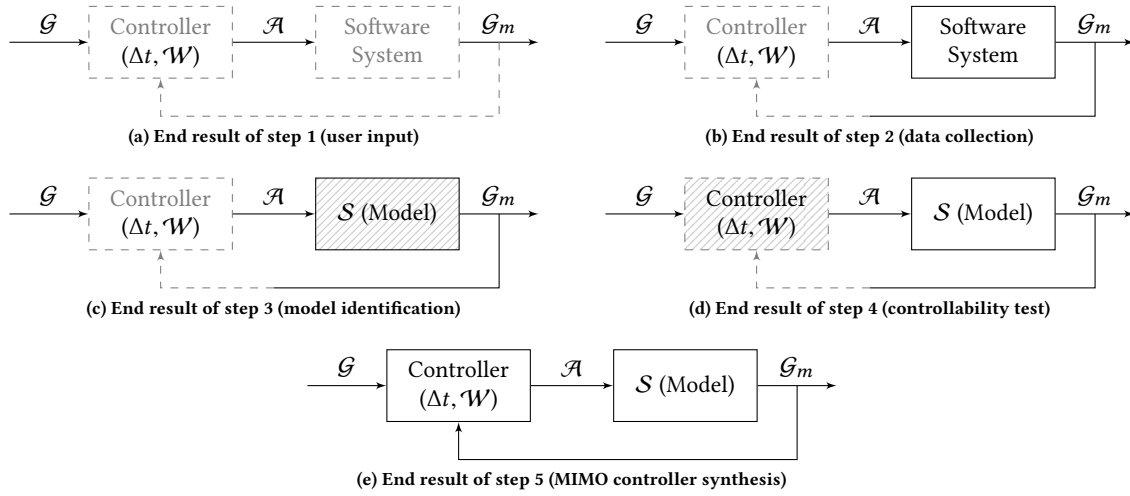 𝒢 Controller 𝒜 Software 𝒢m
(Δt, 𝒲) System
(a) End result of step 1 (user input)
𝒢 Controller 𝒜 Software 𝒢m
(Δt, 𝒲) System
(b) End result of step 2 (data collection)
𝒢 Controller 𝒜 𝒮 (Model) 𝒢m
(Δt, 𝒲)
(c) End result of step 3 (model identification)
𝒢 Controller 𝒜 𝒮 (Model) 𝒢m
(Δt, 𝒲)
(d) End result of step 4 (controllability test)
𝒢 Controller 𝒜 𝒮 (Model) 𝒢m
(Δt, 𝒲)
(e) End result of step 5 (MIMO controller synthesis)